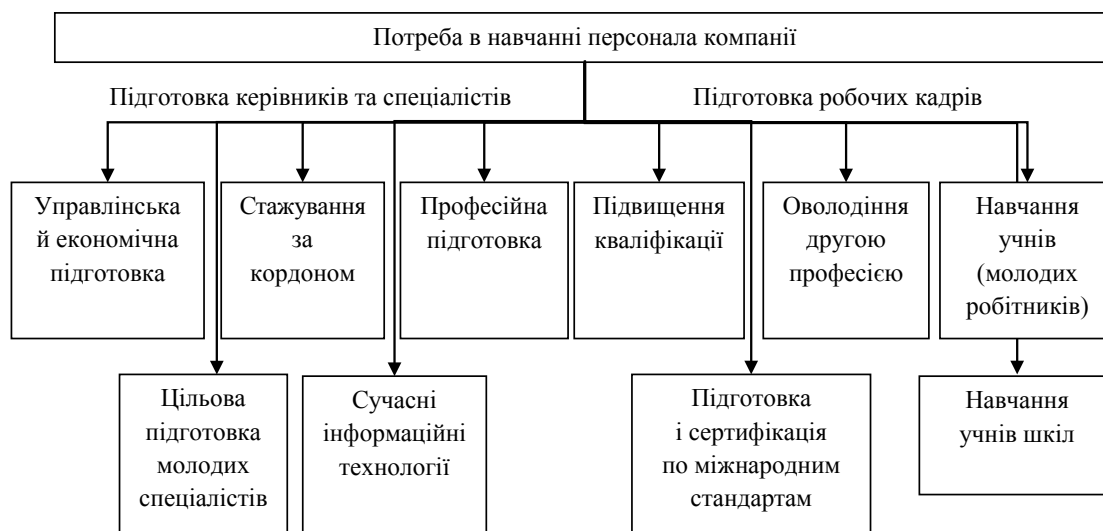 Потреба в навчанні персонала компанії
Підготовка керівників та спеціалістів
Підготовка робочих кадрів
Управлінська
й економічна
підготовка
Стажування
за
кордоном
Професійна
підготовка
Підвищення
кваліфікації
Оволодіння
другою
професією
Навчання
учнів
(молодих
робітників)
Цільова
підготовка
молодих
спеціалістів
Сучасні
інформаційні
технології
Підготовка
і сертифікація
по міжнародним
стандартам
Навчання
учнів шкіл